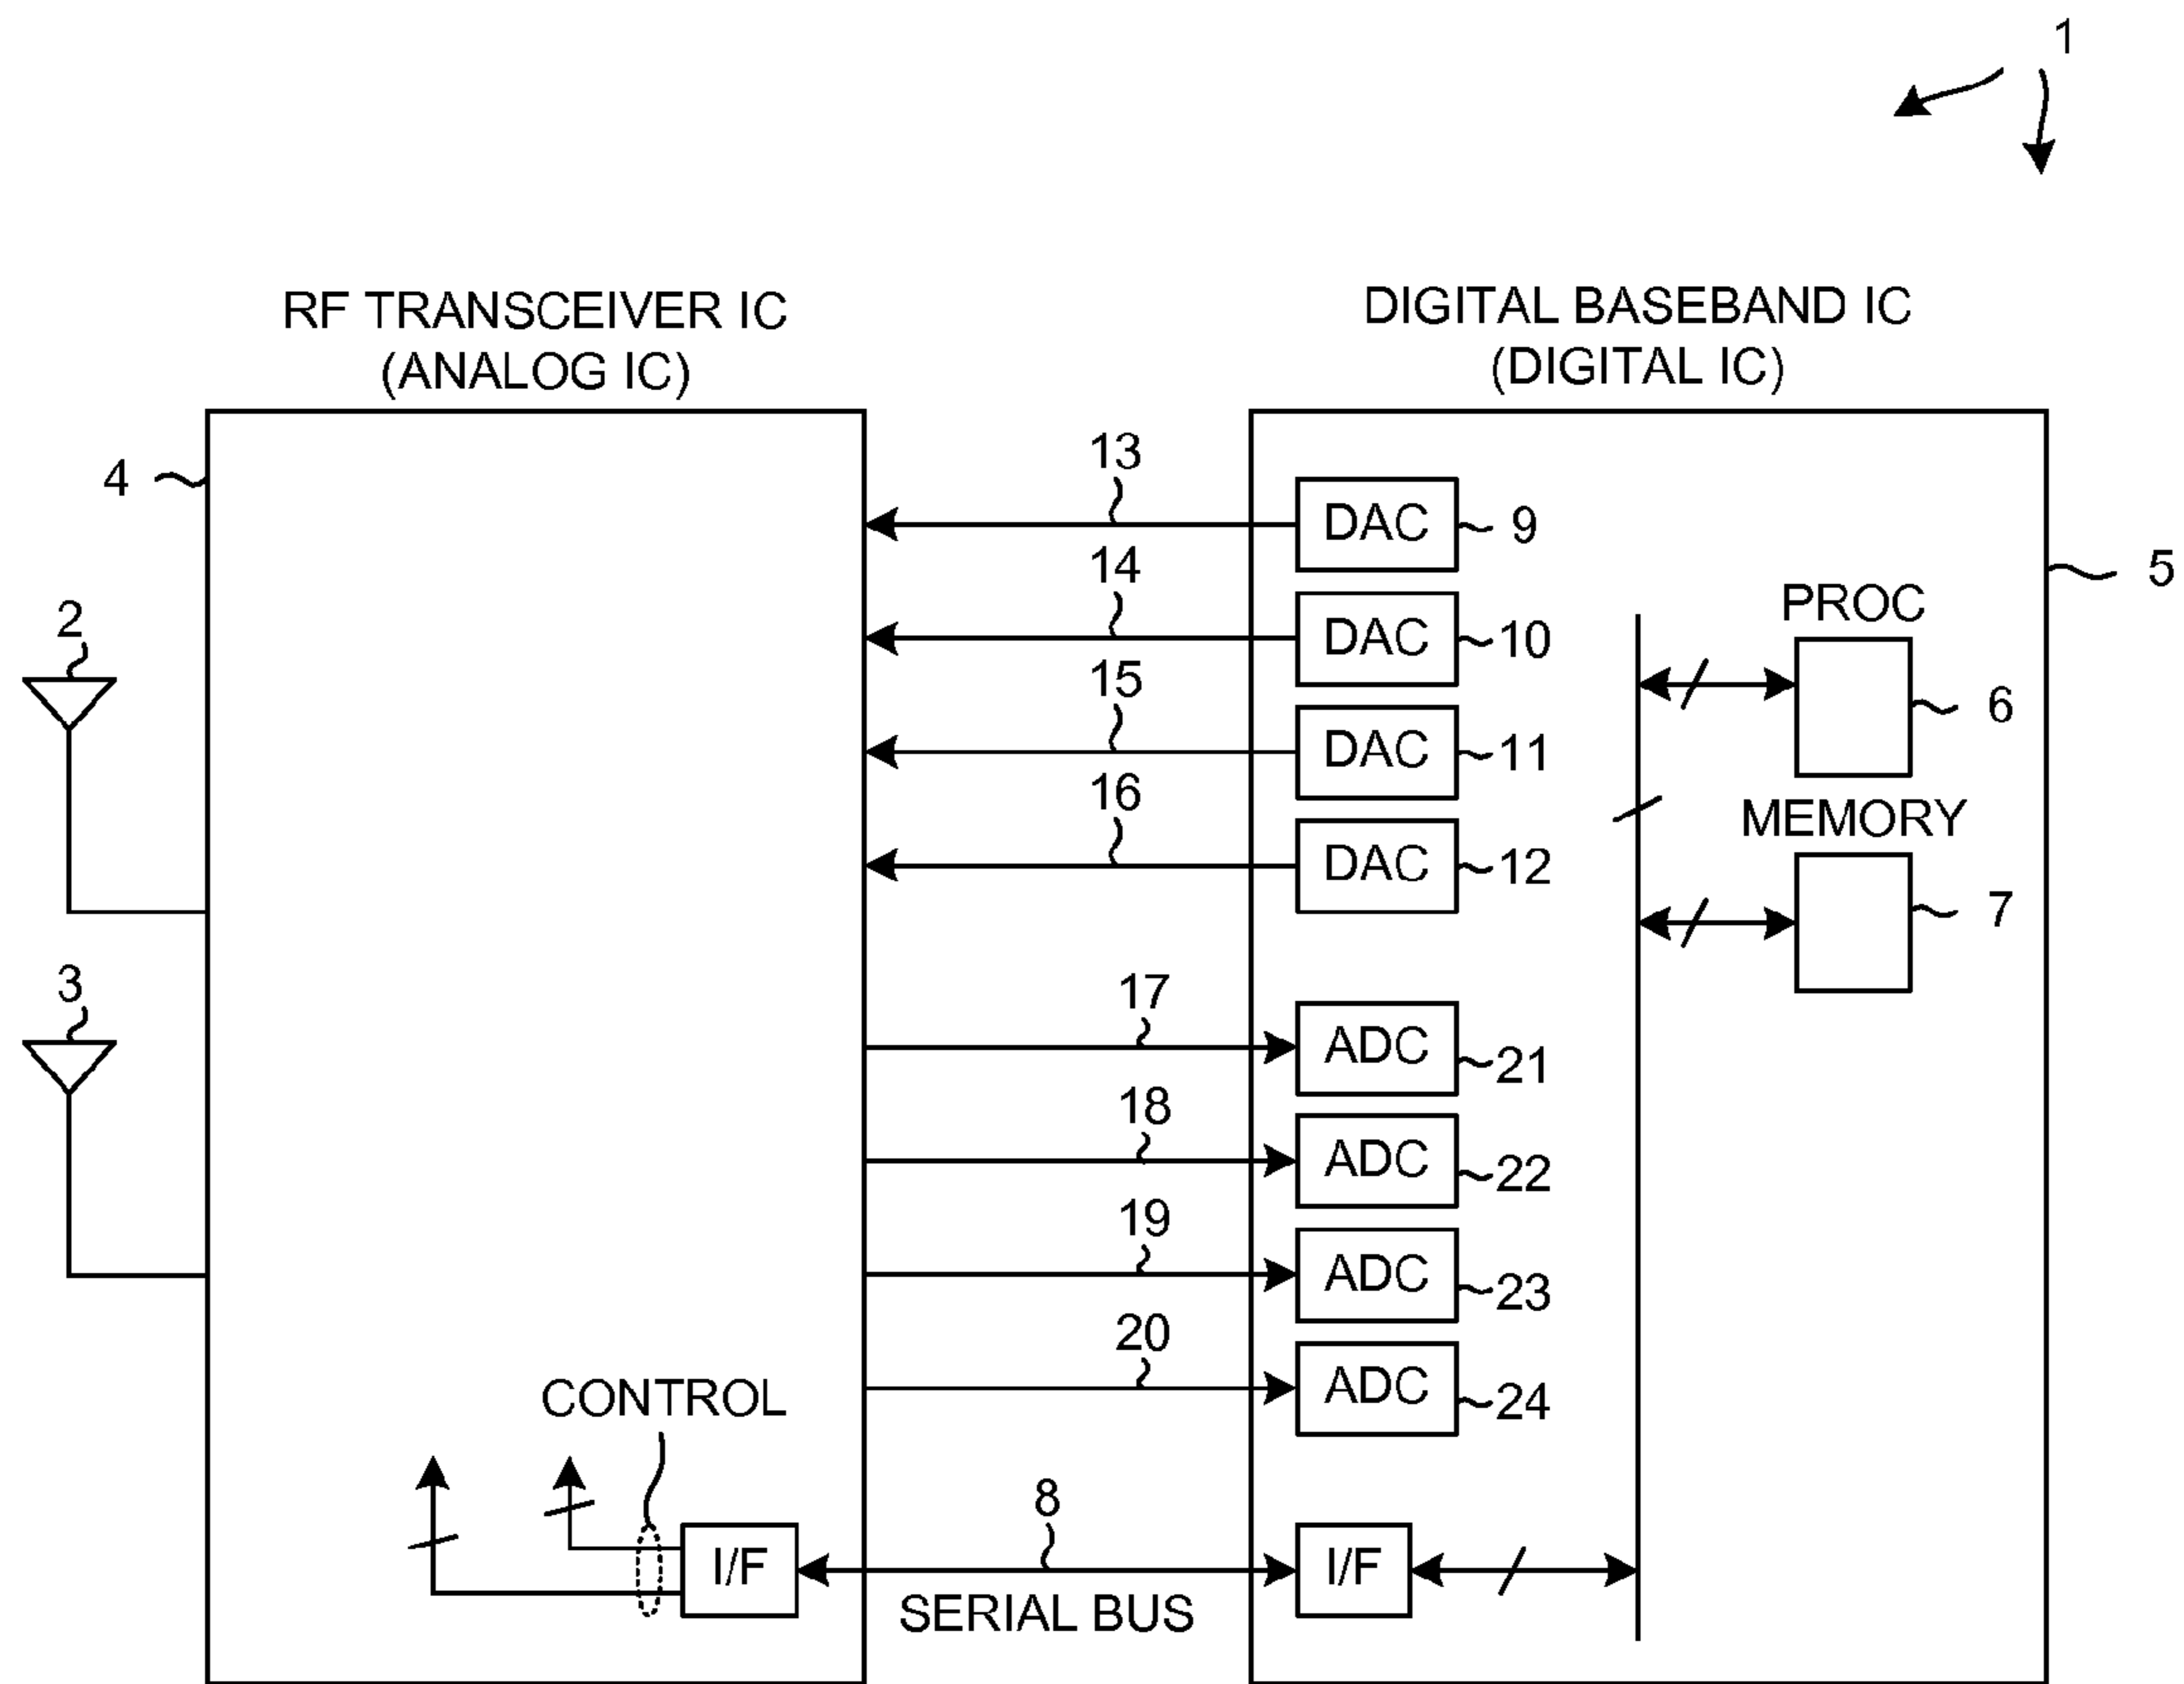 1
RF TRANSCEIVER IC
(ANALOG IC)
DIGITAL BASEBAND IC
(DIGITAL IC)
4
13
DAC
9
14
DAC
10
5
PROC
2
15
DAC
11
6
16
MEMORY
DAC
12
7
3
17
ADC
21
18
ADC
22
19
ADC
23
20
ADC
24
CONTROL
8
I/F
I/F
SERIAL BUS